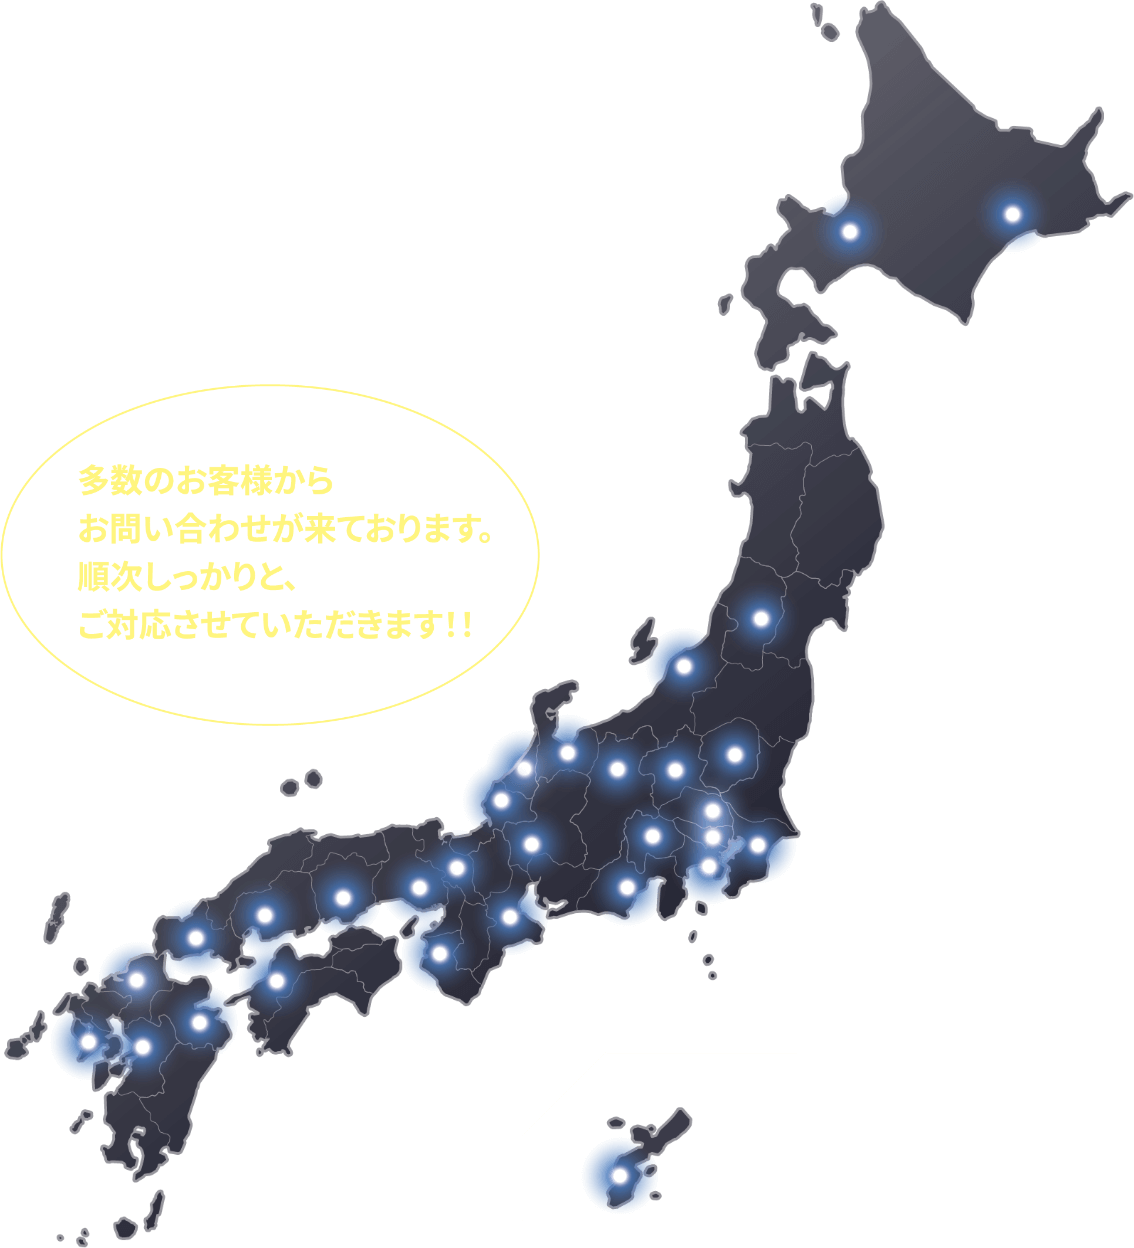 多数のお客様から
お問い合わせが来ております。
順次しっかりと、
ご対応させていただきます!!